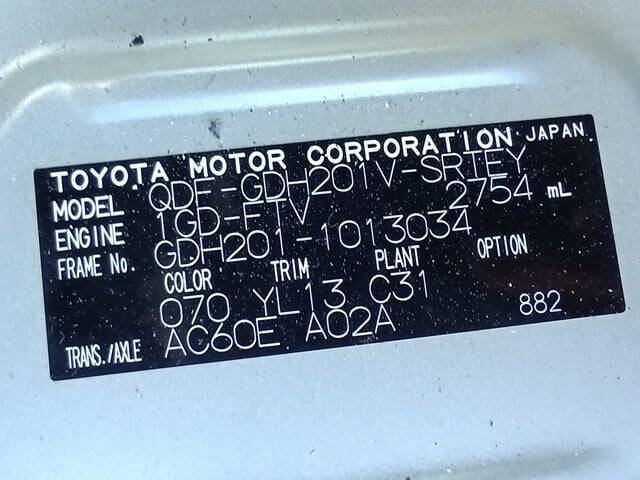 TOYOTA MOTOR CORPORATION JAPAN
MODEL QDF-GDH201V-SRTEY
ENGINE 1GD-FTV 2754 mL
FRAME No. GDH201-1013034
COLOR TRIM PLANT OPTION
070 YL13 C31
TRANS./AXLE AC60E A02A 882